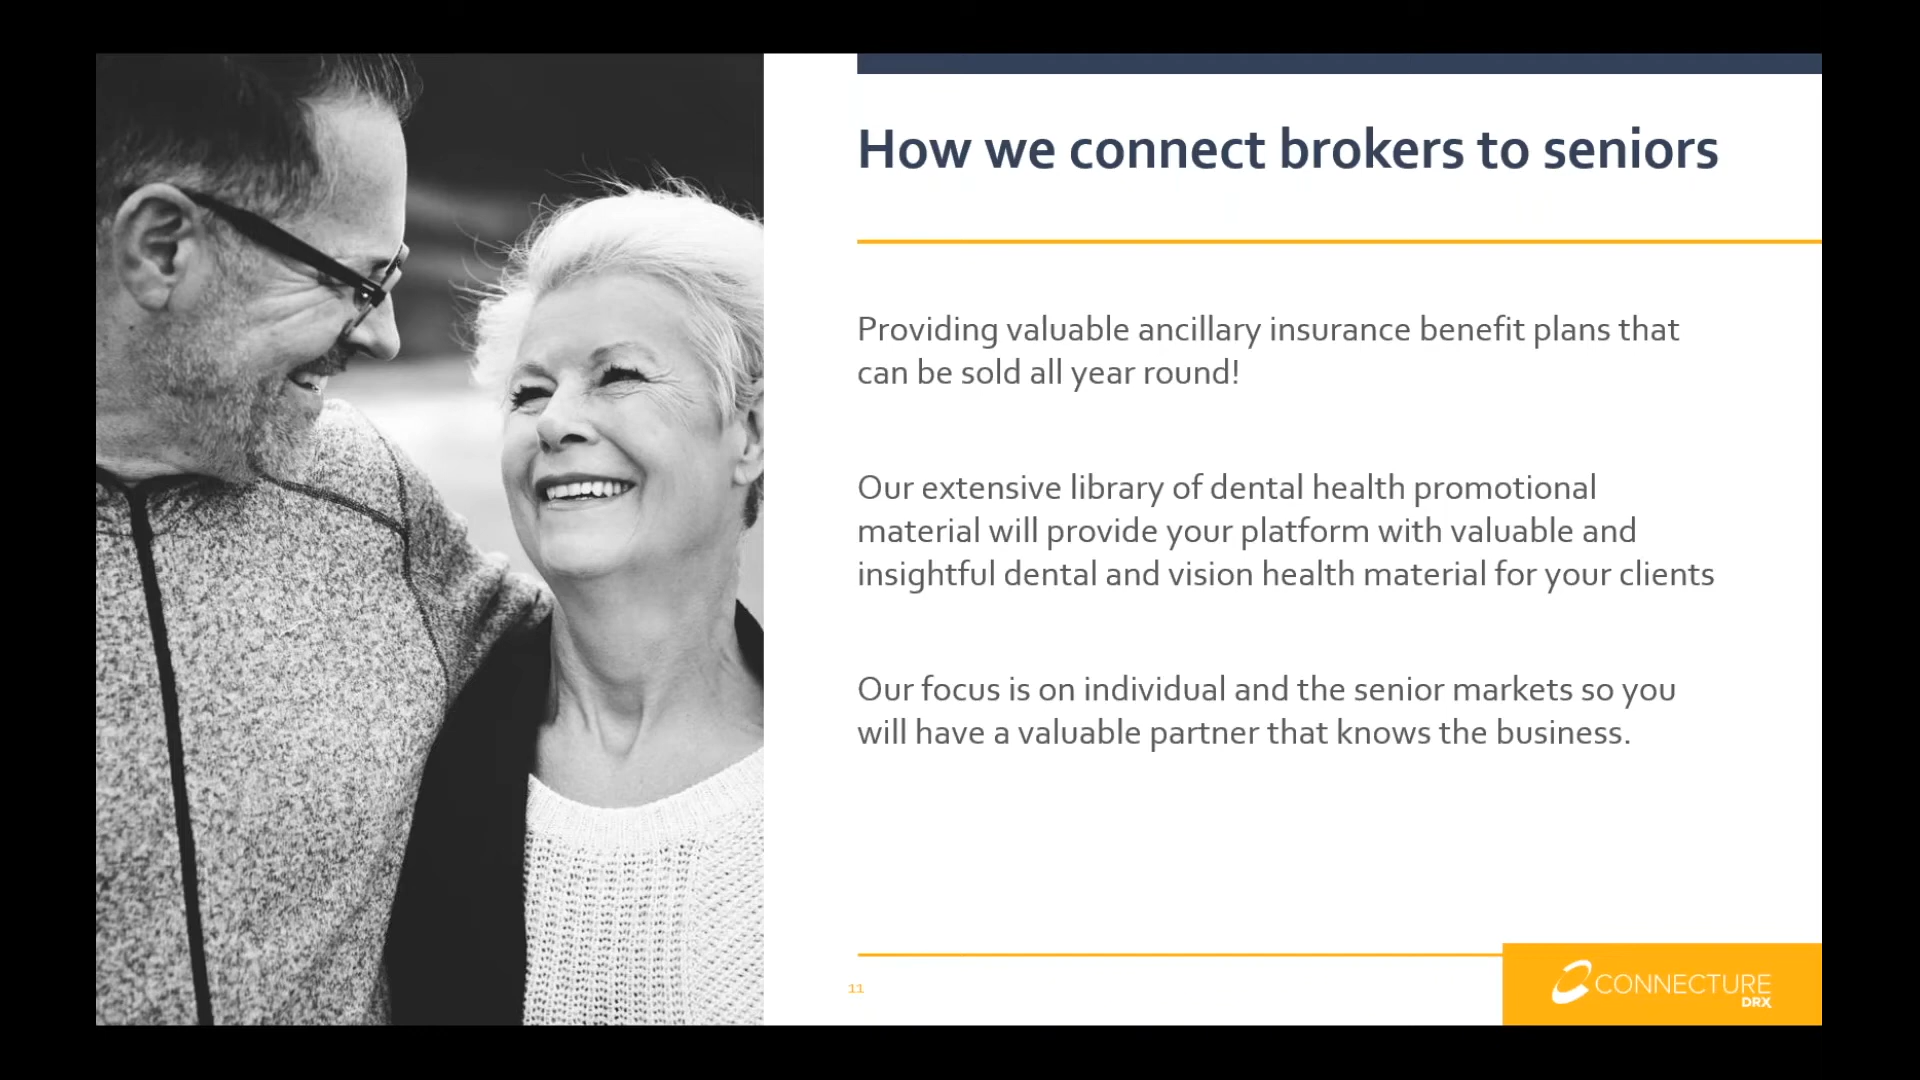 How we connect brokers to seniors
Providing valuable ancillary insurance benefit plans that
can be sold all year round!
Our extensive library of dental health promotional
material will provide your platform with valuable and
insightful dental and vision health material for your clients
Our focus is on individual and the senior markets so you
will have a valuable partner that knows the business.
11
CONNECTURE
DRX